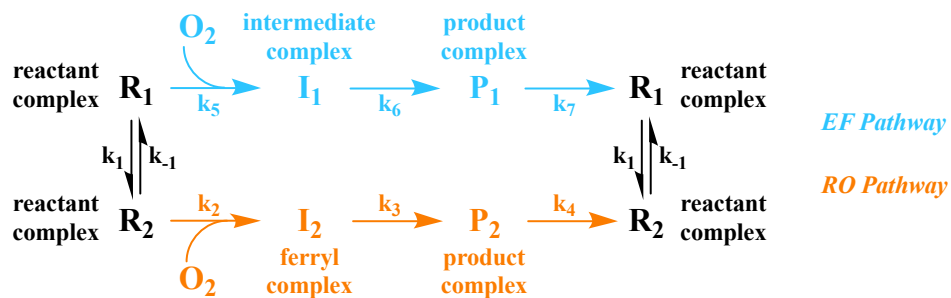 O2 intermediate complex product complex
reactant complex R1 I1 P1 R1 reactant complex
k5 k6 k7
EF Pathway
k1 k-1 k1 k-1
RO Pathway
k2 k3 k4
reactant complex R2 I2 P2 R2 reactant complex
O2 ferryl complex product complex